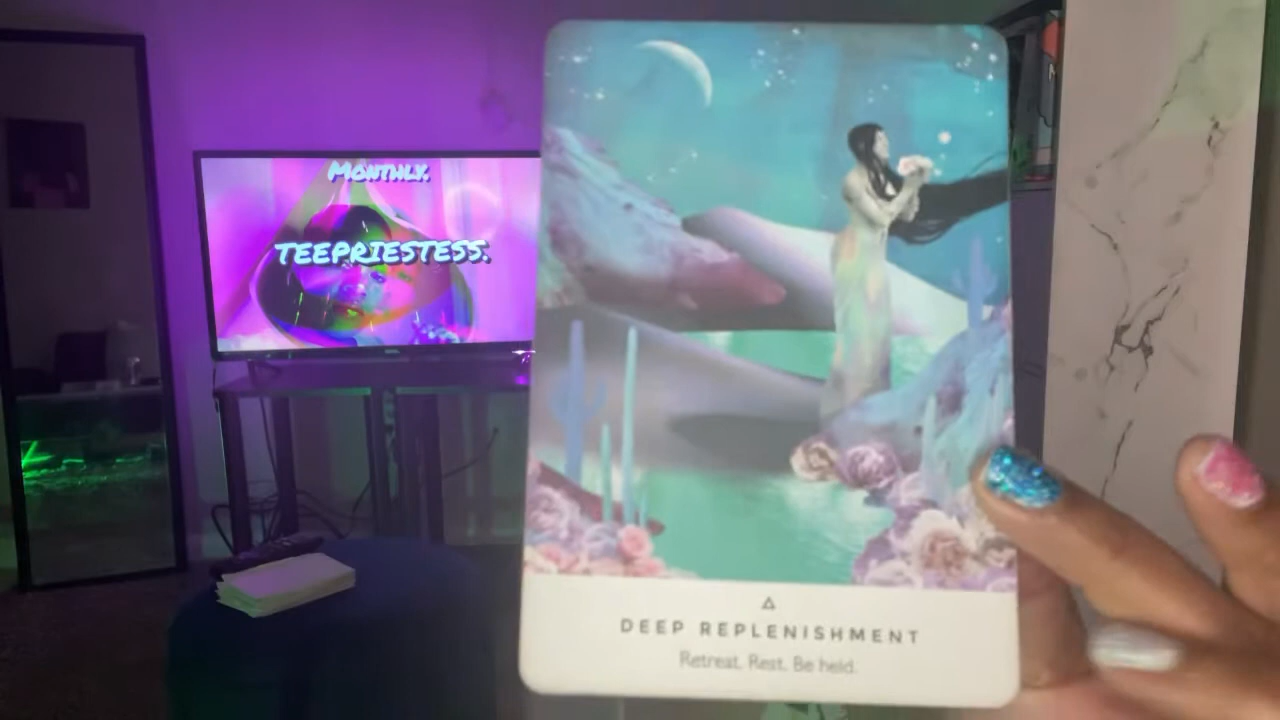 Monthly.
TEEPRIESTESS.
DEEP REPLENISHMENT
Retreat. Rest. Be held.